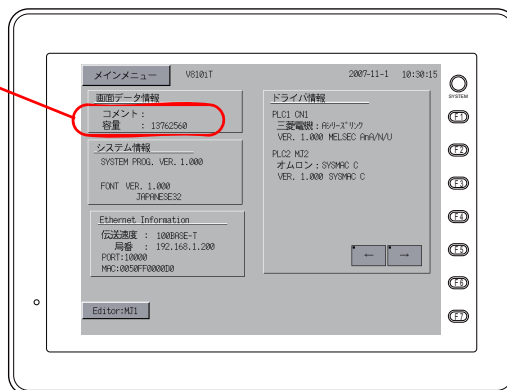 メインメニュー V8101iT 2007-11-1 10:30:15
SYSTEM
画面データ情報
コメント：
容量 ： 13762560
システム情報
SYSTEM PROG. VER. 1.000
FONT VER. 1.000
JAPANESE32
Ethernet Information
伝送速度 ： 100BASE-T
局番 ： 192.168.1.200
PORT:10000
MAC:0050FF0000D0
ドライバ情報
PLC1 CN1
三菱電機：Aｼﾘｰｽﾞﾘﾝｸ
VER. 1.000 MELSEC AnA/N/U
PLC2 MJ2
オムロン：SYSMAC C
VER. 1.000 SYSMAC C
← →
Editor:MJ1
F1
F2
F3
F4
F5
F6
F7